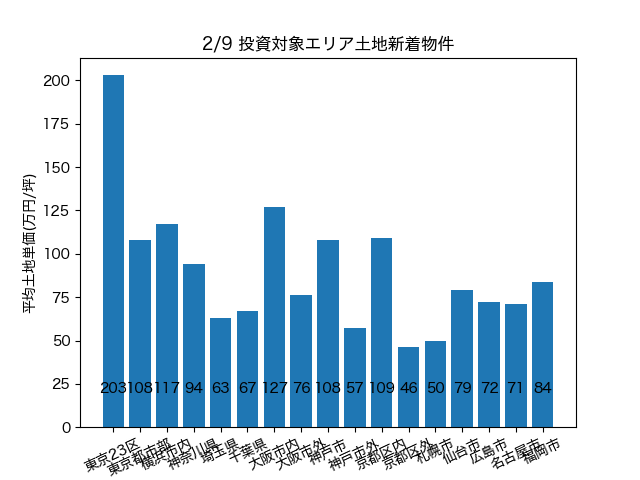 2/9 投資対象エリア土地新着物件
平均土地単価(万円/坪)
200
175
150
125
100
75
50
25
0
203 108 117 94 63 67 127 76 108 57 109 46 50 79 72 71 84
東京23区
東京都市部
横浜市内
神奈川県
埼玉県
千葉県
大阪市内
大阪市外
神戸市
神戸市外
京都区内
京都区外
札幌市
仙台市
広島市
名古屋市
福岡市